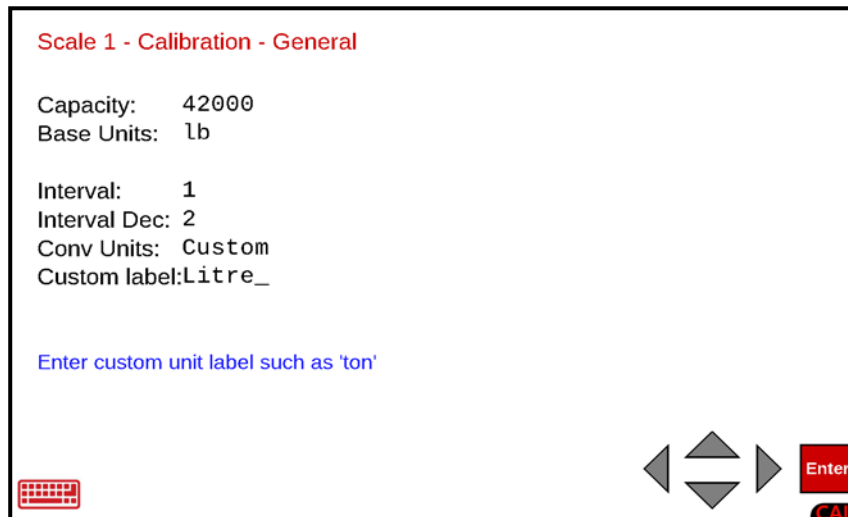 Scale 1 - Calibration - General
Capacity: 42000
Base Units: lb
Interval: 1
Interval Dec: 2
Conv Units: Custom
Custom label:Litre_
Enter custom unit label such as 'ton'
Enter